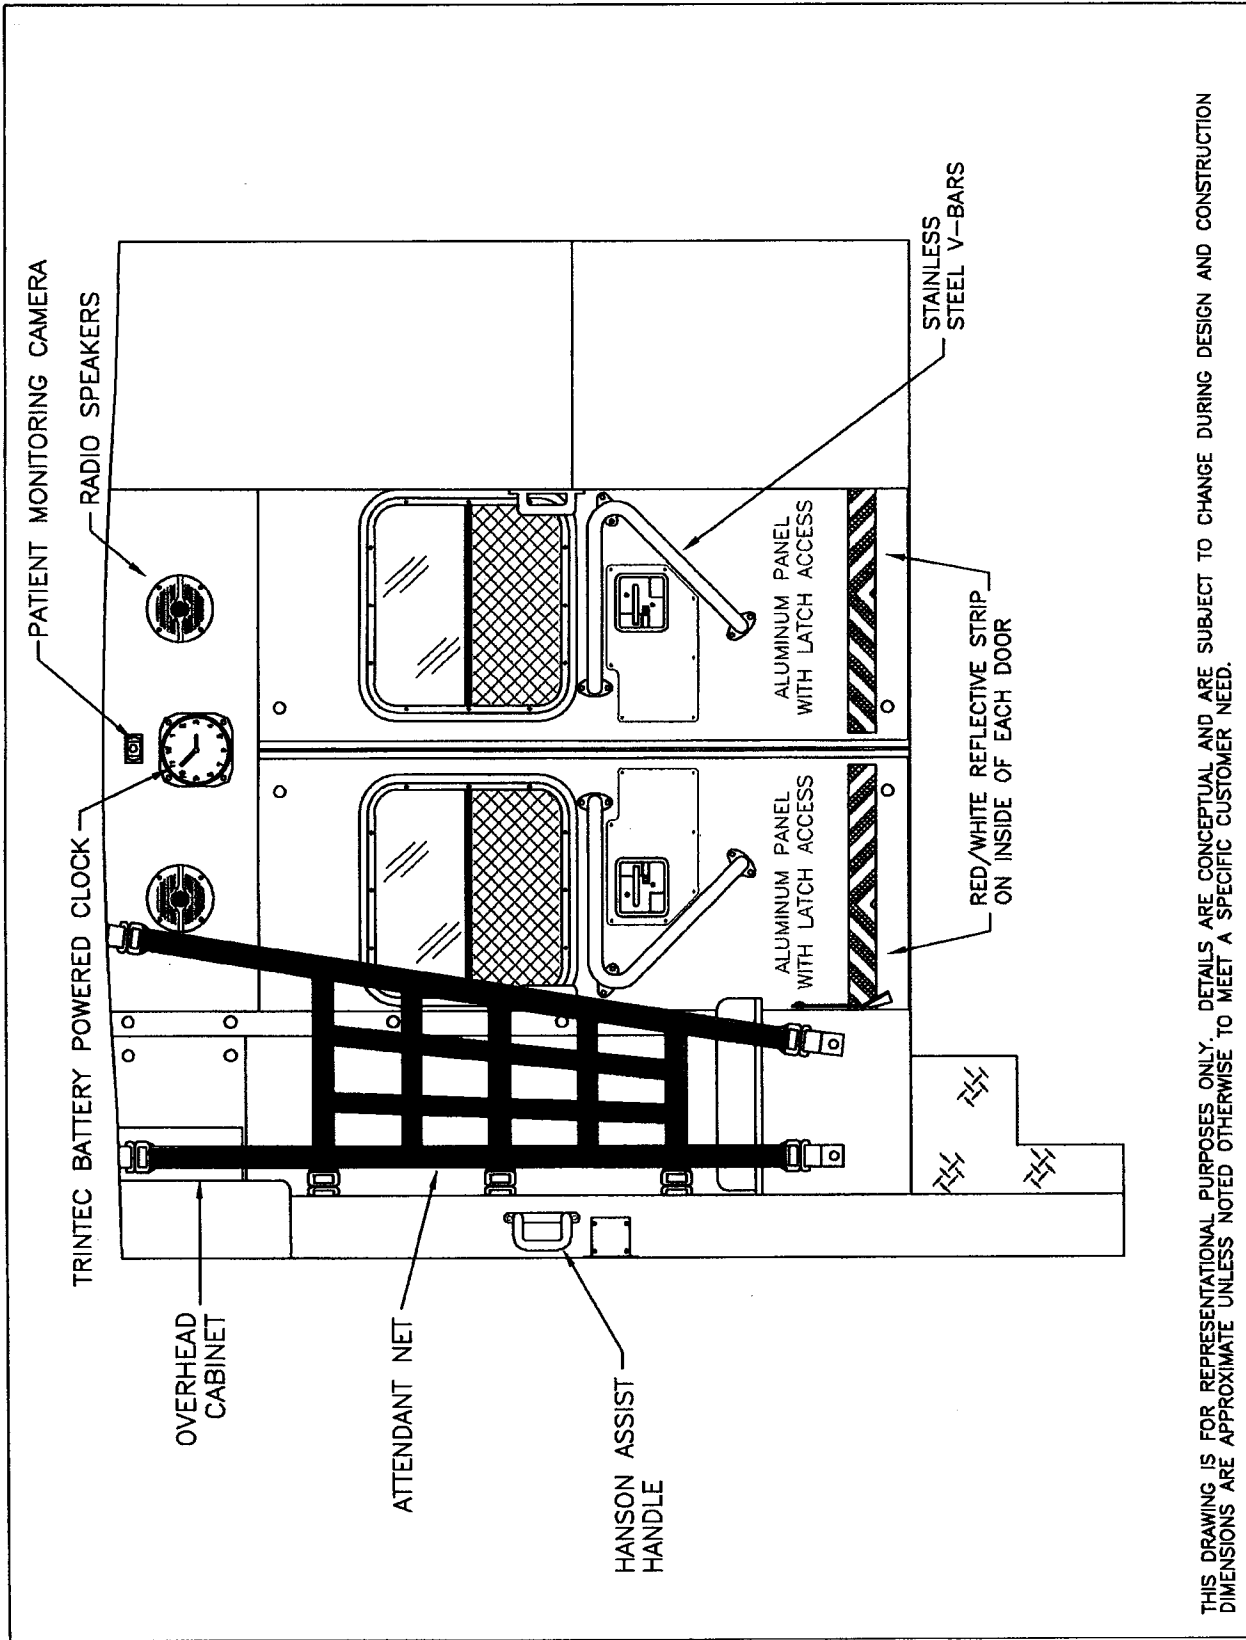 PATIENT MONITORING CAMERA
RADIO SPEAKERS
TRINTEC BATTERY POWERED CLOCK
OVERHEAD
CABINET
ATTENDANT NET
HANSON ASSIST
HANDLE
STAINLESS
STEEL V-BARS
ALUMINUM PANEL
WITH LATCH ACCESS
ALUMINUM PANEL
WITH LATCH ACCESS
RED/WHITE REFLECTIVE STRIP
ON INSIDE OF EACH DOOR
THIS DRAWING IS FOR REPRESENTATIONAL PURPOSES ONLY. DETAILS ARE CONCEPTUAL AND ARE SUBJECT TO CHANGE DURING DESIGN AND CONSTRUCTION
DIMENSIONS ARE APPROXIMATE UNLESS NOTED OTHERWISE TO MEET A SPECIFIC CUSTOMER NEED.